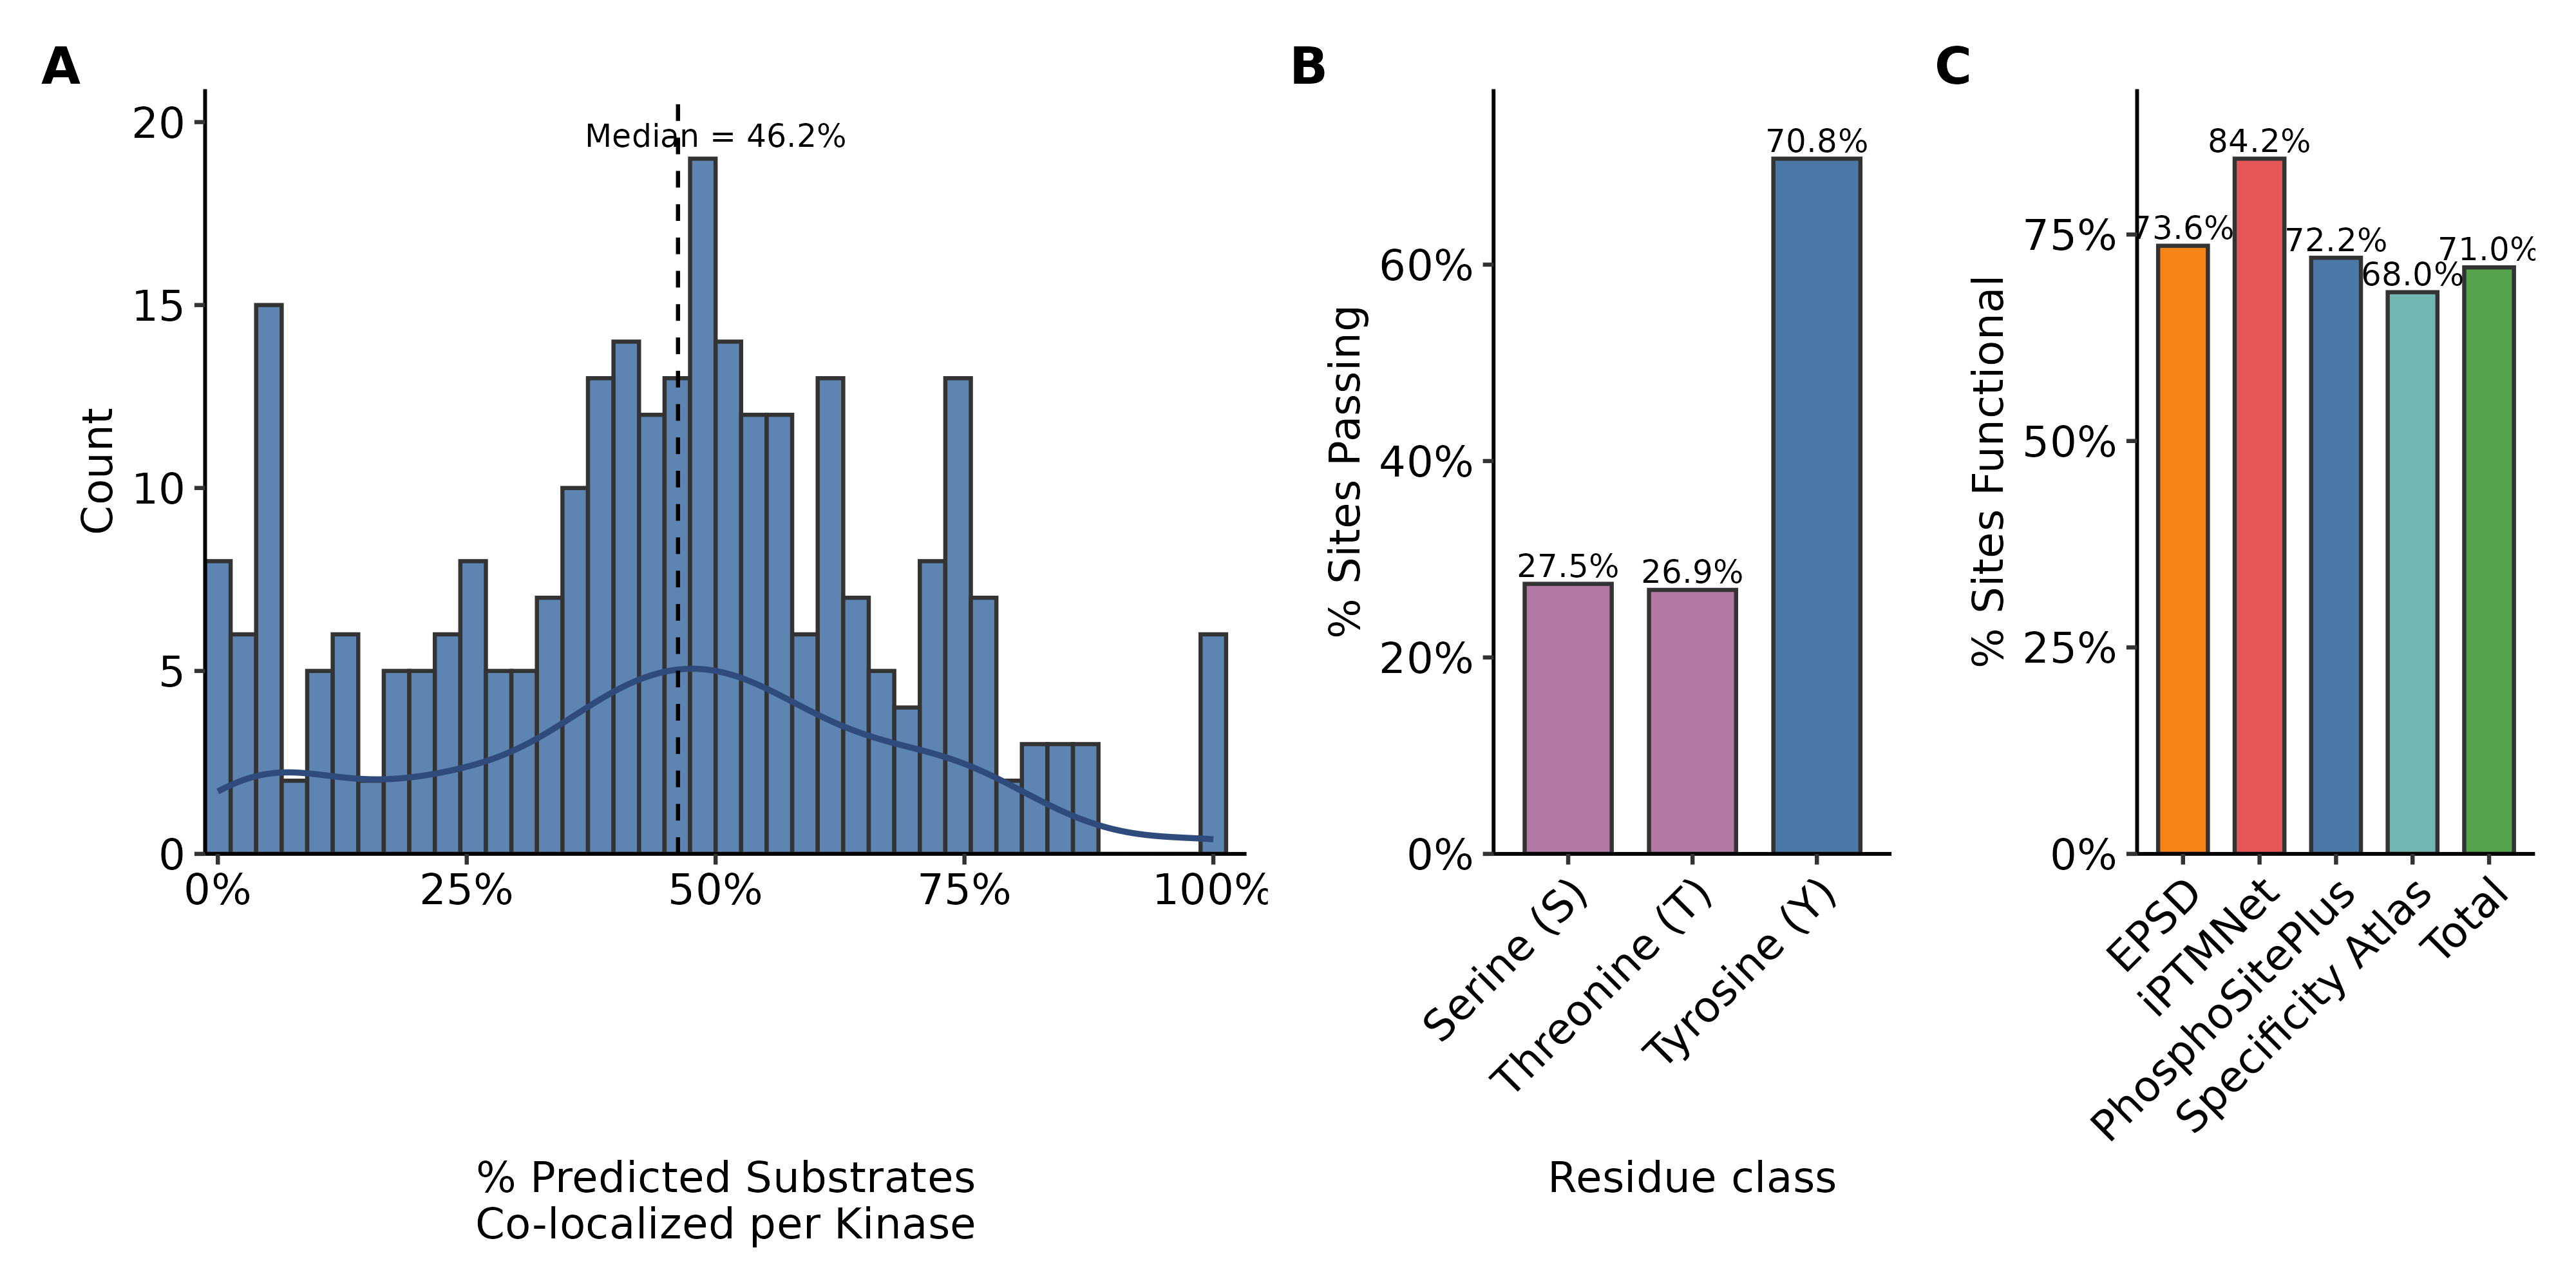 A
Count
20
15
10
5
0
Median = 46.2%
0%
25%
50%
75%
100%
% Predicted Substrates
Co-localized per Kinase
B
% Sites Passing
60%
40%
20%
0%
27.5%
26.9%
70.8%
Serine (S)
Threonine (T)
Tyrosine (Y)
Residue class
C
% Sites Functional
75%
50%
25%
0%
73.6%
84.2%
72.2%
68.0%
71.0%
EPSD
iPTMNet
PhosphoSitePlus
Specificity Atlas
Total